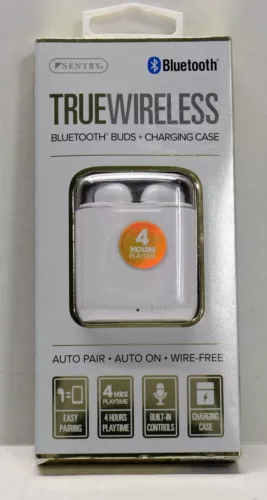 SENTRY
Bluetooth®
TRUEWIRELESS
BLUETOOTH® BUDS + CHARGING CASE
4
HOURS
PLAYTIME
AUTO PAIR • AUTO ON • WIRE-FREE
4HRS
PLAYTIME
EASY
PAIRING
4 HOURS
PLAYTIME
BUILT-IN
CONTROLS
CHARGING
CASE